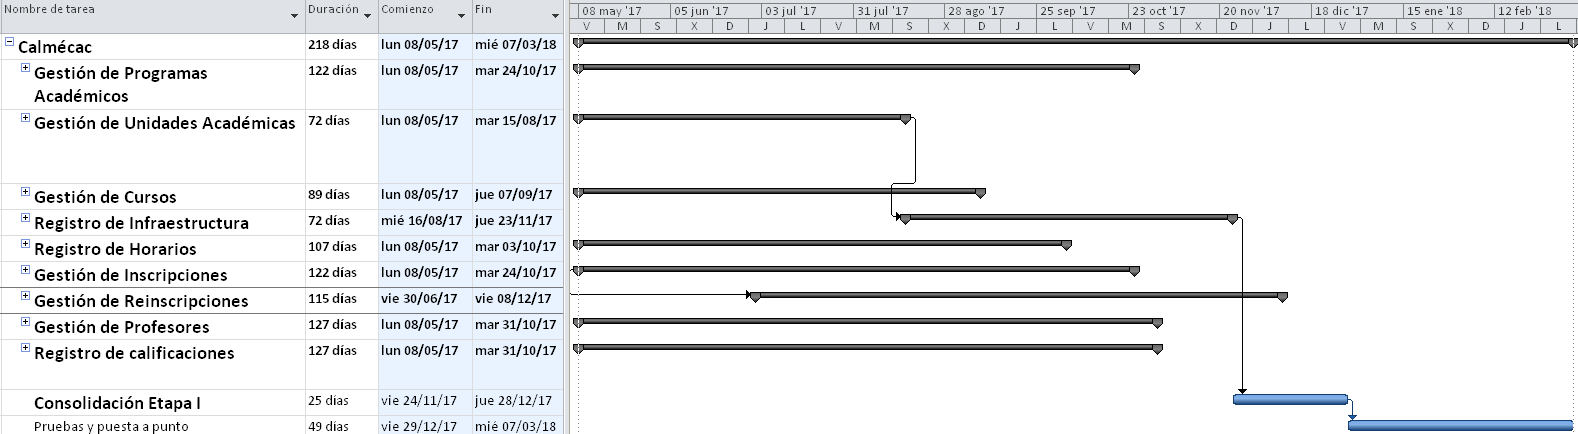 Nombre de tarea Duración Comienzo Fin 08 may '17 05 jun '17 03 jul '17 31 jul '17 28 ago '17 25 sep '17 23 oct '17 20 nov '17 18 dic '17 15 ene '18 12 feb '18
V M S X D J L V M S X D J L V M S X D J L V M S X D J L
Calmécac 218 días lun 08/05/17 mié 07/03/18
Gestión de Programas 122 días lun 08/05/17 mar 24/10/17
Académicos
Gestión de Unidades Académicas 72 días lun 08/05/17 mar 15/08/17
Gestión de Cursos 89 días lun 08/05/17 jue 07/09/17
Registro de Infraestructura 72 días mié 16/08/17 jue 23/11/17
Registro de Horarios 107 días lun 08/05/17 mar 03/10/17
Gestión de Inscripciones 122 días lun 08/05/17 mar 24/10/17
Gestión de Reinscripciones 115 días vie 30/06/17 vie 08/12/17
Gestión de Profesores 127 días lun 08/05/17 mar 31/10/17
Registro de calificaciones 127 días lun 08/05/17 mar 31/10/17
Consolidación Etapa I 25 días vie 24/11/17 jue 28/12/17
Pruebas y puesta a punto 49 días vie 29/12/17 mié 07/03/18